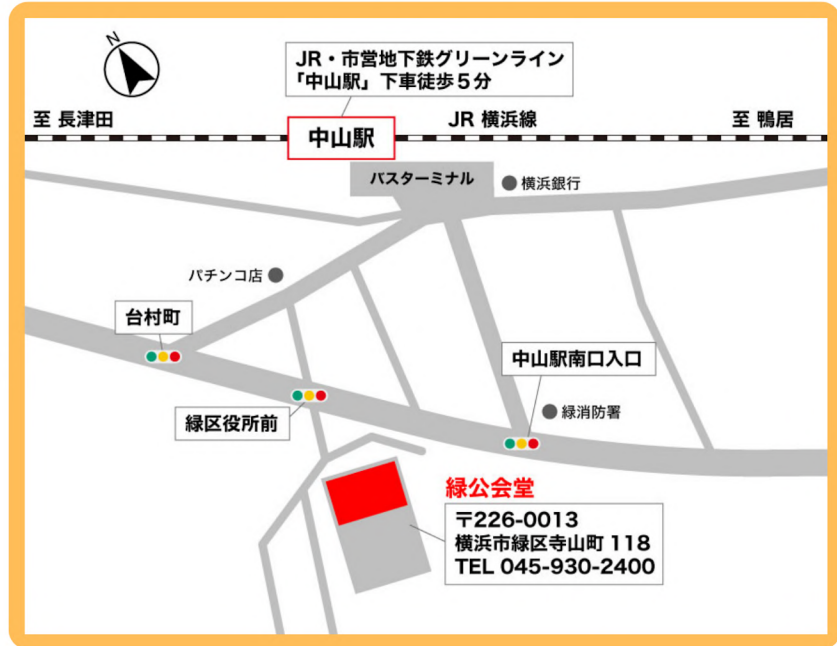 N
JR・市営地下鉄グリーンライン
「中山駅」下車徒歩5分
至 長津田
中山駅
JR 横浜線
至 鴨居
バスターミナル
横浜銀行
パチンコ店
台村町
中山駅南口入口
緑区役所前
緑消防署
緑公会堂
〒226-0013
横浜市緑区寺山町 118
TEL 045-930-2400